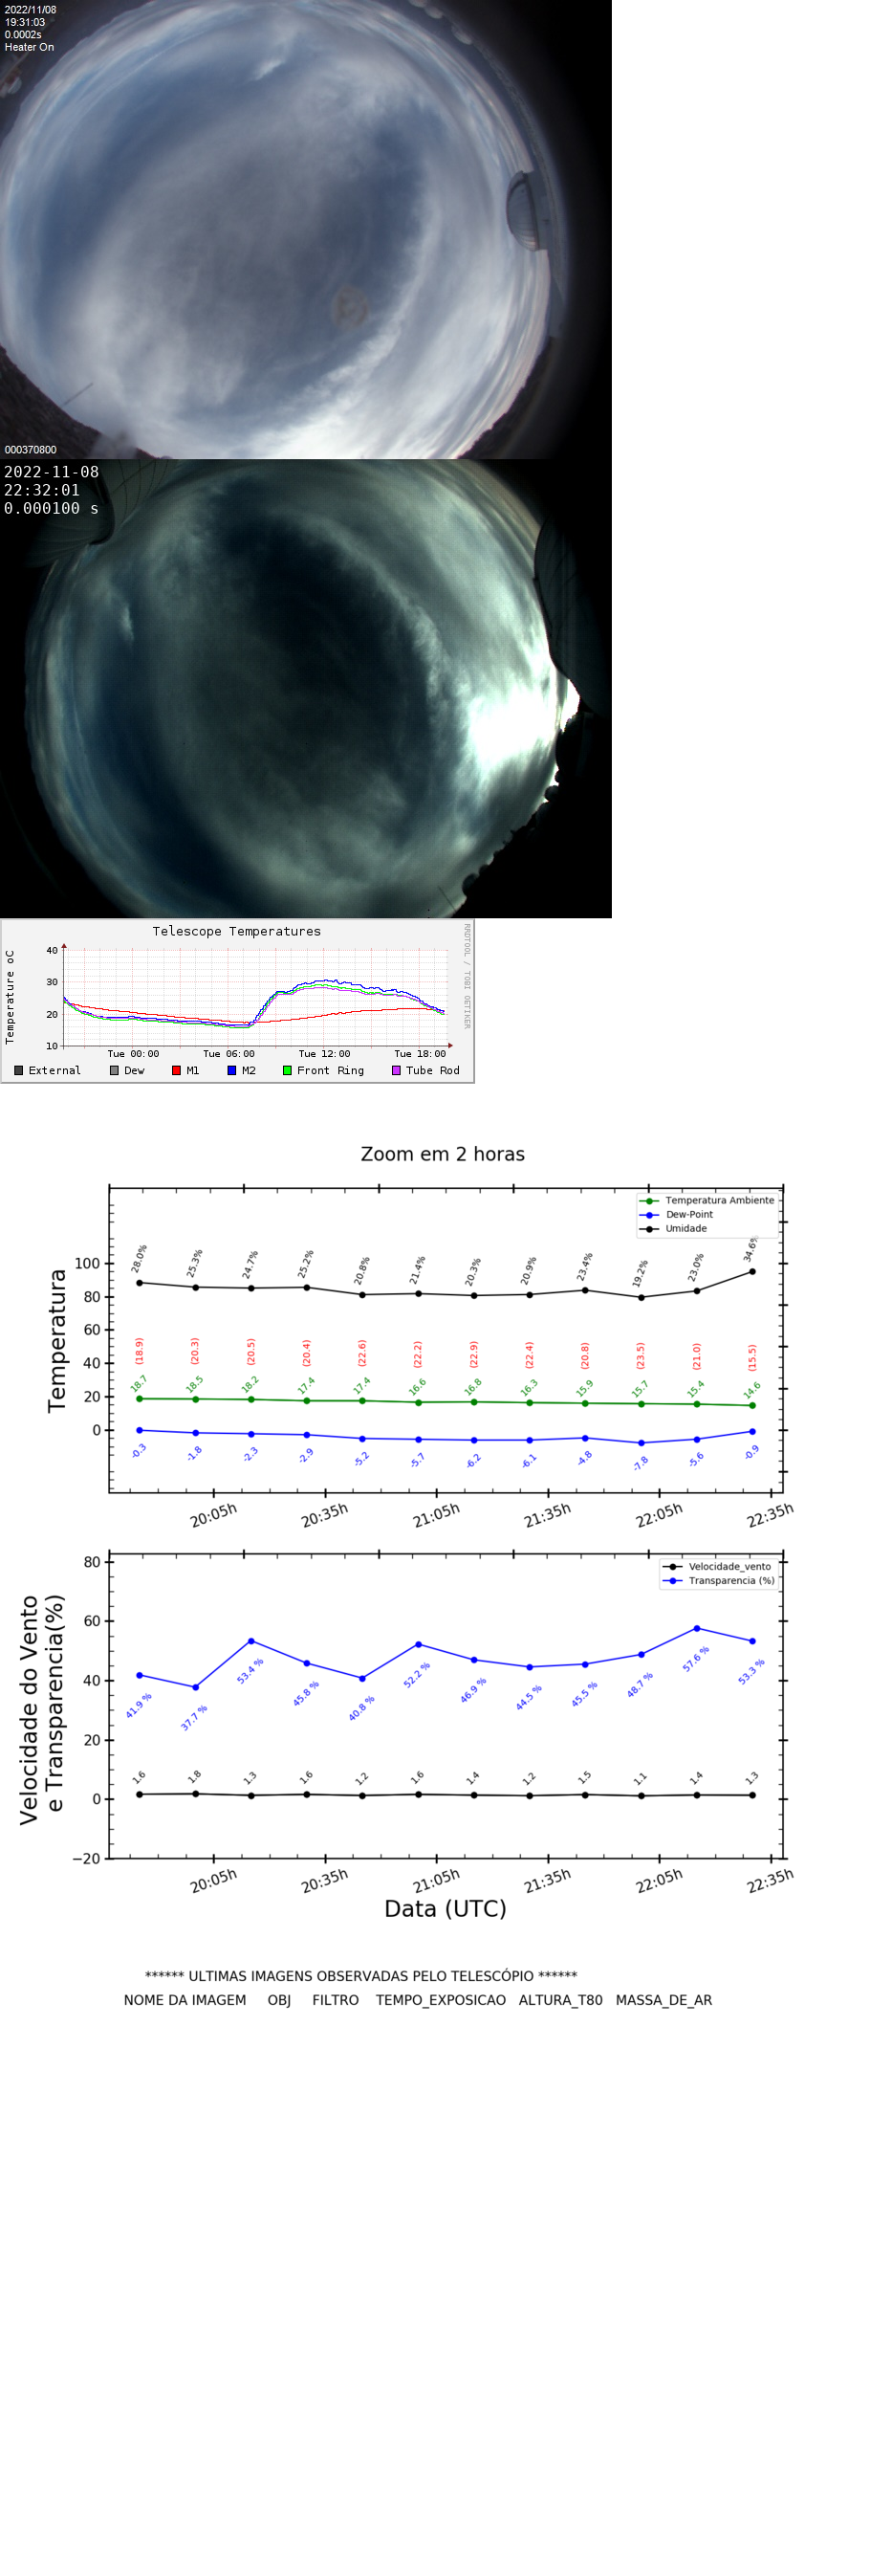 2022/11/08
19:31:03
0.0002s
Heater On
000370800
2022-11-08
22:32:01
0.000100 s
Telescope Temperatures
RRDTOOL / TOBI OETIKER
Temperature oC
40
30
20
10
Tue 00:00 Tue 06:00 Tue 12:00 Tue 18:00
External Dew M1 M2 Front Ring Tube Rod
Zoom em 2 horas
Temperatura Ambiente
Dew-Point
Umidade
Temperatura
100
80
60
40
20
0
28.0% 25.3% 24.7% 25.2% 20.8% 21.4% 20.3% 20.9% 23.4% 19.2% 23.0% 34.6%
(18.9) (20.3) (20.5) (20.4) (22.6) (22.2) (22.9) (22.4) (20.8) (23.5) (21.0) (15.5)
18.7 18.5 18.2 17.4 17.4 16.6 16.8 16.3 15.9 15.7 15.4 14.6
-0.3 -1.8 -2.3 -2.9 -5.2 -5.7 -6.2 -6.1 -4.8 -7.8 -5.6 -0.9
20:05h 20:35h 21:05h 21:35h 22:05h 22:35h
Velocidade_vento
Transparencia (%)
Velocidade do Vento
e Transparencia(%)
80
60
40
20
0
−20
41.9 % 37.7 % 53.4 % 45.8 % 40.8 % 52.2 % 46.9 % 44.5 % 45.5 % 48.7 % 57.6 % 53.3 %
1.6 1.8 1.3 1.6 1.2 1.6 1.4 1.2 1.5 1.1 1.4 1.3
20:05h 20:35h 21:05h 21:35h 22:05h 22:35h
Data (UTC)
****** ULTIMAS IMAGENS OBSERVADAS PELO TELESCÓPIO ******
NOME DA IMAGEM OBJ FILTRO TEMPO_EXPOSICAO ALTURA_T80 MASSA_DE_AR